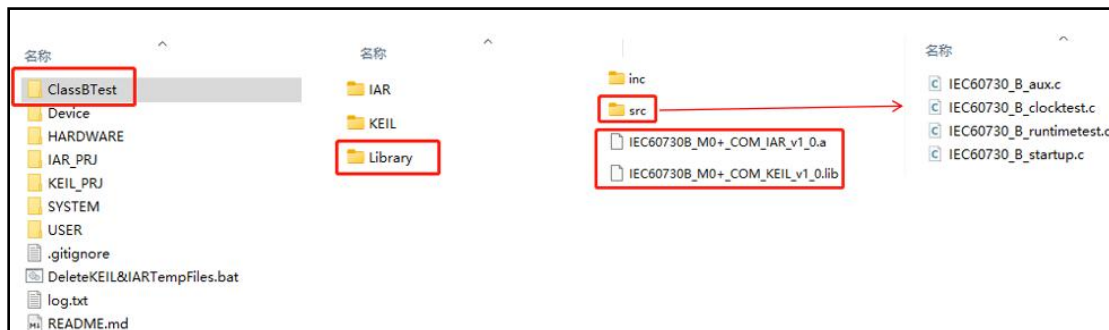 名称
ClassBTest
Device
HARDWARE
IAR_PRJ
KEIL_PRJ
SYSTEM
USER
.gitignore
DeleteKEIL&IARTempFiles.bat
log.txt
README.md
名称
IAR
KEIL
Library
inc
src
IEC60730B_M0+_COM_IAR_v1_0.a
IEC60730B_M0+_COM_KEIL_v1_0.lib
名称
IEC60730_B_aux.c
IEC60730_B_clocktest.c
IEC60730_B_runtimetest.c
IEC60730_B_startup.c